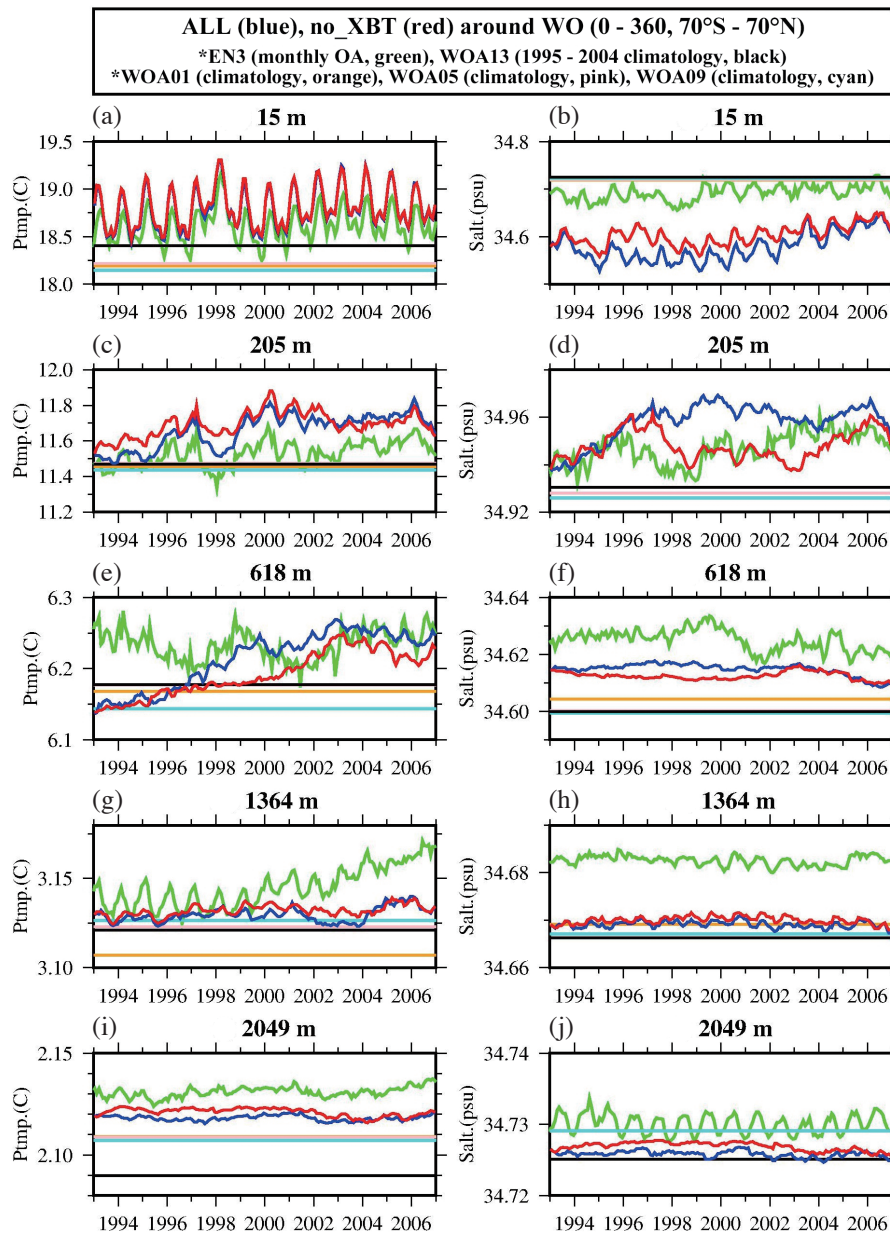 ALL (blue), no_XBT (red) around WO (0 - 360, 70°S - 70°N)
*EN3 (monthly OA, green), WOA13 (1995 - 2004 climatology, black)
*WOA01 (climatology, orange), WOA05 (climatology, pink), WOA09 (climatology, cyan)
(a) 15 m
Ptmp.(C)
19.5
19.0
18.5
18.0
1994 1996 1998 2000 2002 2004 2006
(b) 15 m
Salt.(psu)
34.8
34.6
1994 1996 1998 2000 2002 2004 2006
(c) 205 m
Ptmp.(C)
12.0
11.8
11.6
11.4
11.2
1994 1996 1998 2000 2002 2004 2006
(d) 205 m
Salt.(psu)
34.96
34.92
1994 1996 1998 2000 2002 2004 2006
(e) 618 m
Ptmp.(C)
6.3
6.2
6.1
1994 1996 1998 2000 2002 2004 2006
(f) 618 m
Salt.(psu)
34.64
34.62
34.60
1994 1996 1998 2000 2002 2004 2006
(g) 1364 m
Ptmp.(C)
3.15
3.10
1994 1996 1998 2000 2002 2004 2006
(h) 1364 m
Salt.(psu)
34.68
34.66
1994 1996 1998 2000 2002 2004 2006
(i) 2049 m
Ptmp.(C)
2.15
2.10
1994 1996 1998 2000 2002 2004 2006
(j) 2049 m
Salt.(psu)
34.74
34.73
34.72
1994 1996 1998 2000 2002 2004 2006